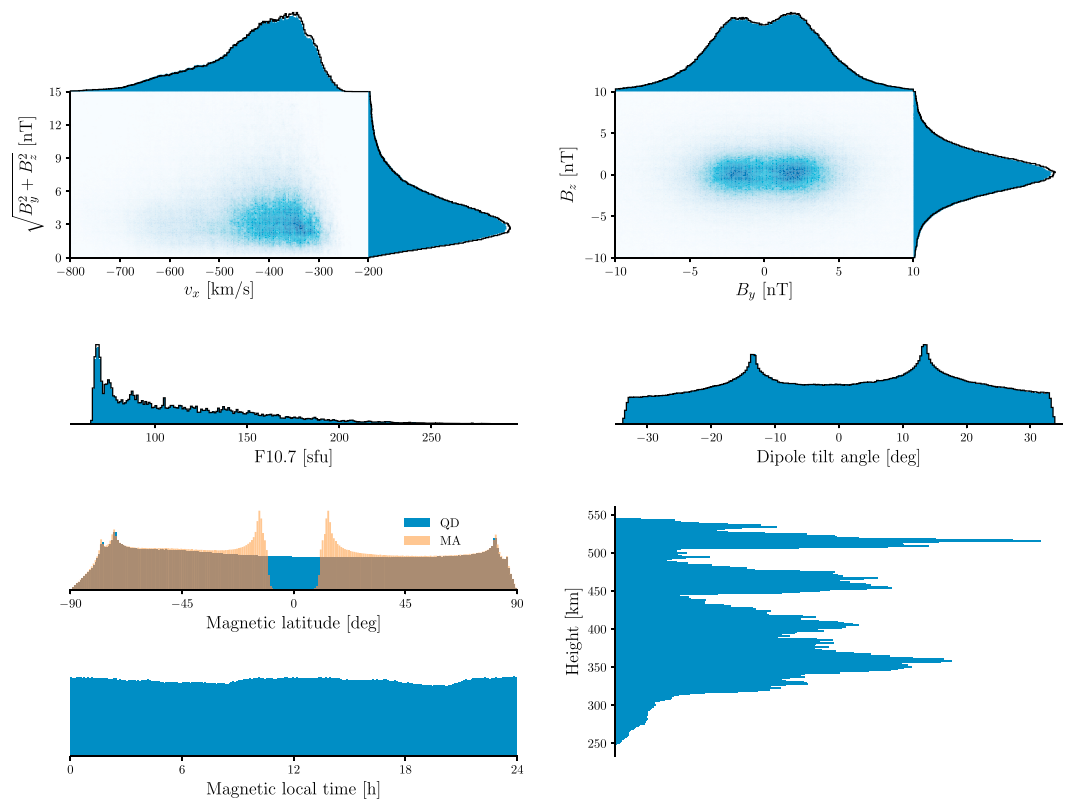 15
12
9
6
3
0
√B_y^2 + B_z^2 [nT]
−800 −700 −600 −500 −400 −300 −200
v_x [km/s]
10
5
0
−5
−10
B_z [nT]
−10 −5 0 5 10
B_y [nT]
100 150 200 250
F10.7 [sfu]
−30 −20 −10 0 10 20 30
Dipole tilt angle [deg]
QD
MA
−90 −45 0 45 90
Magnetic latitude [deg]
0 6 12 18 24
Magnetic local time [h]
550
500
450
400
350
300
250
Height [km]